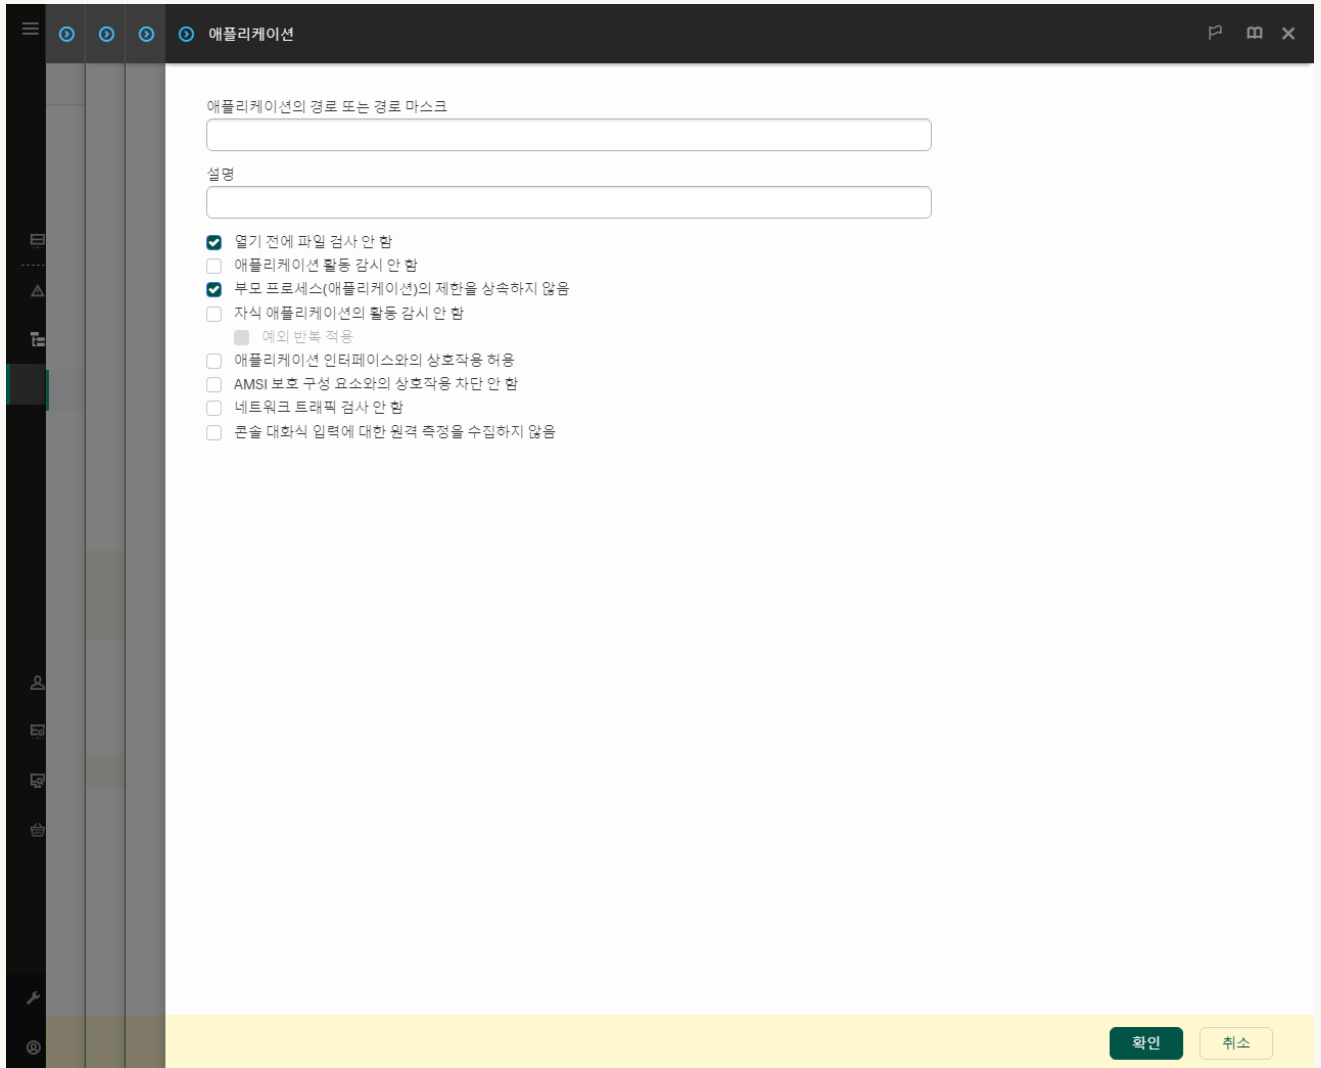 애플리케이션
애플리케이션의 경로 또는 경로 마스크
설명
열기 전에 파일 검사 안 함
애플리케이션 활동 감시 안 함
부모 프로세스(애플리케이션)의 제한을 상속하지 않음
자식 애플리케이션의 활동 감시 안 함
예외 반복 적용
애플리케이션 인터페이스와의 상호작용 허용
AMSI 보호 구성 요소와의 상호작용 차단 안 함
네트워크 트래픽 검사 안 함
콘솔 대화식 입력에 대한 원격 측정을 수집하지 않음
확인
취소